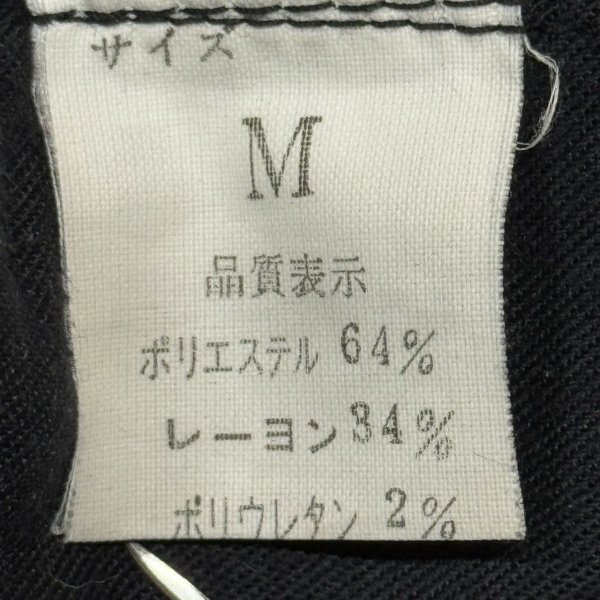 サイズ
M
品質表示
ポリエステル 64%
レーヨン 34%
ポリウレタン 2%